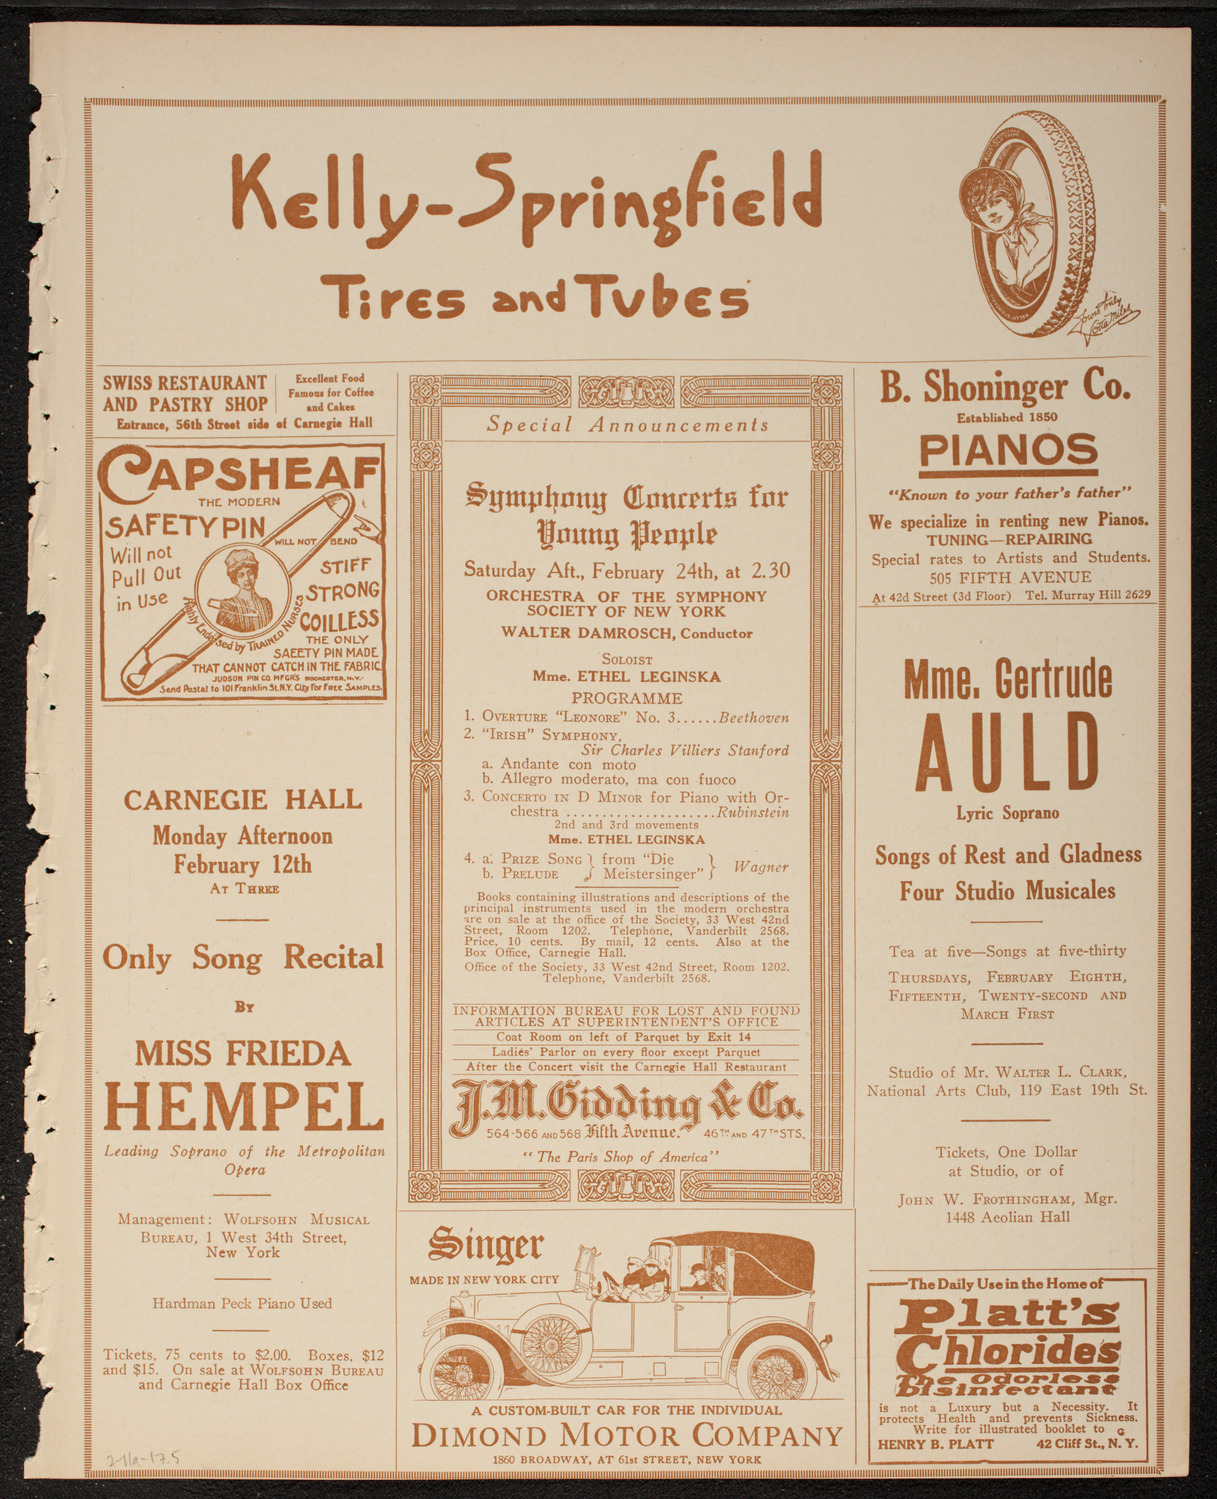 Kelly-Springfield
Tires and Tubes
Yours truly
Lotta Miles
SWISS RESTAURANT
AND PASTRY SHOP
Excellent Food
Famous for Coffee
and Cakes
Entrance, 56th Street side of Carnegie Hall
CAPSHEAF
THE MODERN
SAFETY PIN
WILL NOT BEND
Will not
Pull Out
in Use
STIFF
STRONG
COILLESS
Highly Endorsed by TRAINED NURSES
THE ONLY
SAFETY PIN MADE
THAT CANNOT CATCH IN THE FABRIC.
JUDSON PIN CO. MFGR'S ROCHESTER, N.Y.
Send Postal to 101 Franklin St. N.Y. City for FREE SAMPLES.
CARNEGIE HALL
Monday Afternoon
February 12th
AT THREE
Only Song Recital
BY
MISS FRIEDA
HEMPEL
Leading Soprano of the Metropolitan
Opera
Management: WOLFSOHN MUSICAL
BUREAU, 1 West 34th Street,
New York
Hardman Peck Piano Used
Tickets, 75 cents to $2.00. Boxes, $12
and $15. On sale at WOLFSOHN BUREAU
and Carnegie Hall Box Office
Special Announcements
Symphony Concerts for
Young People
Saturday Aft., February 24th, at 2.30
ORCHESTRA OF THE SYMPHONY
SOCIETY OF NEW YORK
WALTER DAMROSCH, Conductor
SOLOIST
Mme. ETHEL LEGINSKA
PROGRAMME
1. OVERTURE "LEONORE" No. 3......Beethoven
2. "IRISH" SYMPHONY,
Sir Charles Villiers Stanford
a. Andante con moto
b. Allegro moderato, ma con fuoco
3. CONCERTO IN D MINOR for Piano with Or-
chestra .....................Rubinstein
2nd and 3rd movements
Mme. ETHEL LEGINSKA
4. a. PRIZE SONG } from "Die } Wagner
b. PRELUDE } Meistersinger" }
Books containing illustrations and descriptions of the
principal instruments used in the modern orchestra
are on sale at the office of the Society, 33 West 42nd
Street, Room 1202. Telephone, Vanderbilt 2568.
Price, 10 cents. By mail, 12 cents. Also at the
Box Office, Carnegie Hall.
Office of the Society, 33 West 42nd Street, Room 1202.
Telephone, Vanderbilt 2568.
INFORMATION BUREAU FOR LOST AND FOUND
ARTICLES AT SUPERINTENDENT'S OFFICE
Coat Room on left of Parquet by Exit 14
Ladies' Parlor on every floor except Parquet
After the Concert visit the Carnegie Hall Restaurant
J.M. Gidding & Co.
564-566 AND 568 Fifth Avenue. 46TH AND 47TH STS.
"The Paris Shop of America"
Singer
MADE IN NEW YORK CITY
A CUSTOM-BUILT CAR FOR THE INDIVIDUAL
DIMOND MOTOR COMPANY
1860 BROADWAY, AT 61st STREET, NEW YORK
B. Shoninger Co.
Established 1850
PIANOS
"Known to your father's father"
We specialize in renting new Pianos.
TUNING—REPAIRING
Special rates to Artists and Students.
505 FIFTH AVENUE
At 42d Street (3d Floor) Tel. Murray Hill 2629
Mme. Gertrude
AULD
Lyric Soprano
Songs of Rest and Gladness
Four Studio Musicales
Tea at five—Songs at five-thirty
THURSDAYS, FEBRUARY EIGHTH,
FIFTEENTH, TWENTY-SECOND AND
MARCH FIRST
Studio of Mr. WALTER L. CLARK,
National Arts Club, 119 East 19th St.
Tickets, One Dollar
at Studio, or of
JOHN W. FROTHINGHAM, Mgr.
1448 Aeolian Hall
The Daily Use in the Home of
Platt's
Chlorides
The Odorless
Disinfectant
is not a Luxury but a Necessity. It
protects Health and prevents Sickness.
Write for illustrated booklet to
HENRY B. PLATT 42 Cliff St., N. Y.